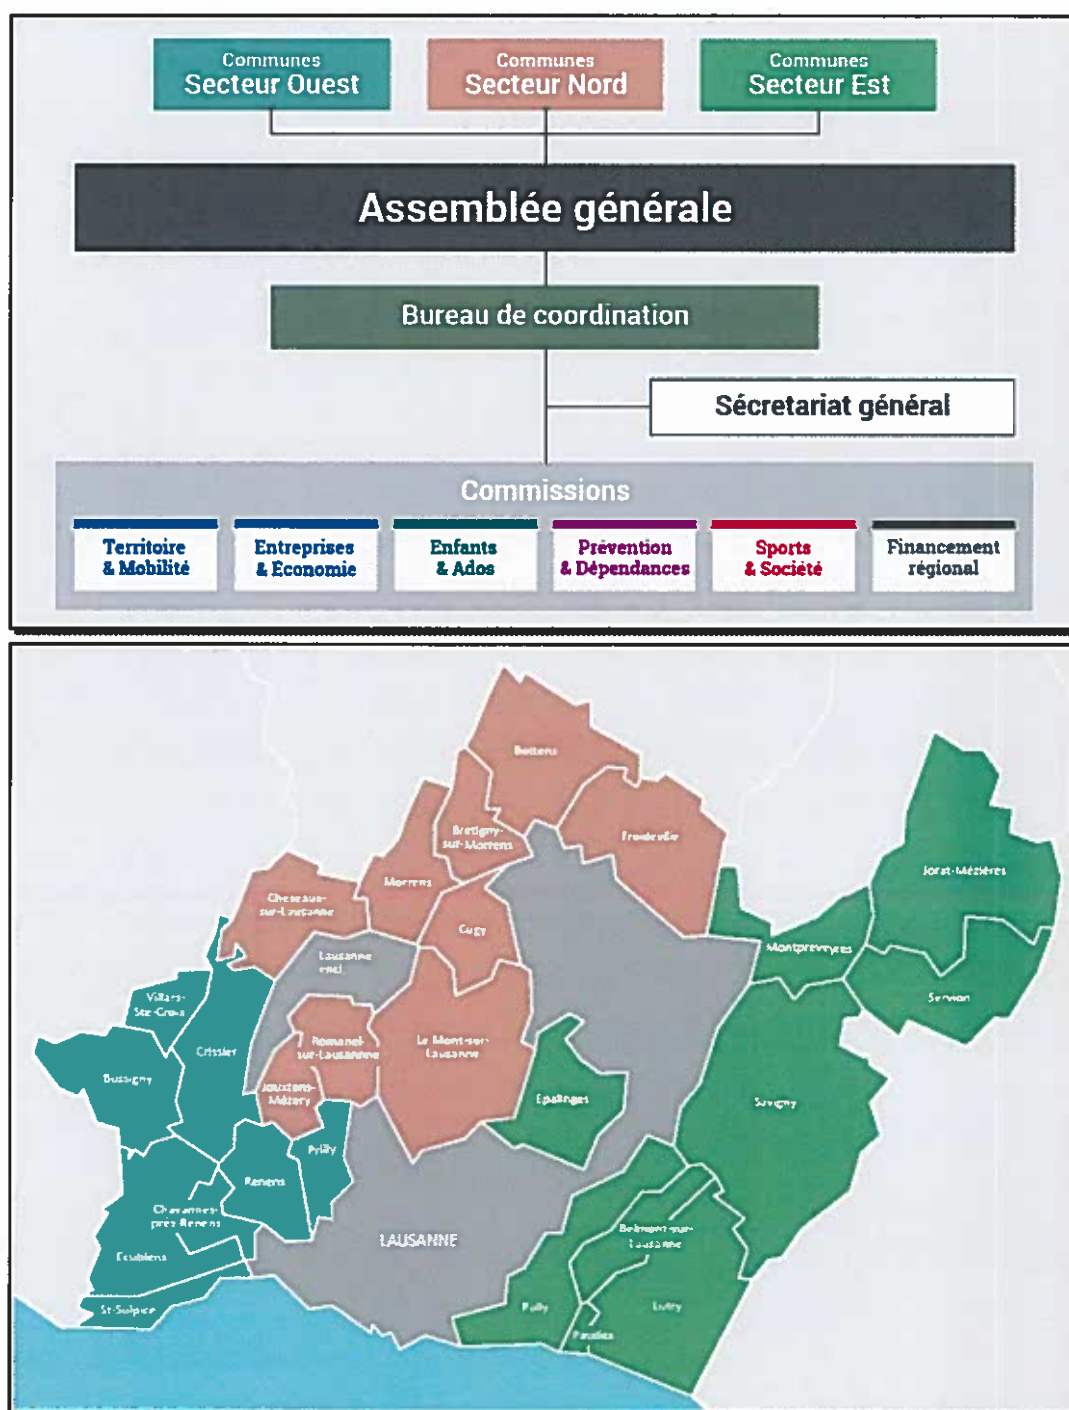 Communes
Secteur Ouest
Communes
Secteur Nord
Communes
Secteur Est
Assemblée générale
Bureau de coordination
Sécretariat général
Commissions
Territoire
& Mobilité
Entreprises
& Economie
Enfants
& Ados
Prévention
& Dépendances
Sports
& Société
Financement
régional
Bottens
Bretigny-
sur-Morrens
Froideville
Jorat-Mézières
Morrens
Cheseaux-
sur-Lausanne
Cugy
Montpreveyres
Lausanne
encl
Servion
Villars-
Ste-Croix
Crissier
Romanel-
sur-Lausanne
Le Mont-sur-
Lausanne
Bussigny
Jouxtens-
Mézery
Epalinges
Savigny
Prilly
Renens
Chavannes-
près-Renens
Belmont-sur-
Lausanne
LAUSANNE
Ecublens
St-Sulpice
Pully
Lutry
Paudex